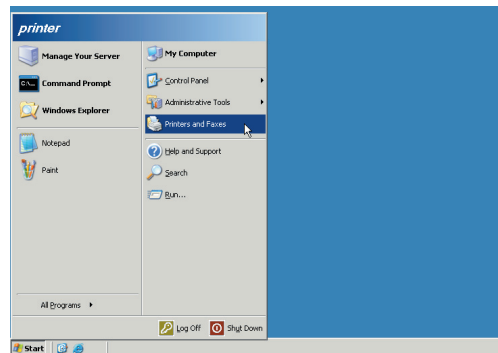 printer
Manage Your Server
Command Prompt
Windows Explorer
Notepad
Paint
All Programs
My Computer
Control Panel
Administrative Tools
Printers and Faxes
Help and Support
Search
Run...
Log Off
Shut Down
Start